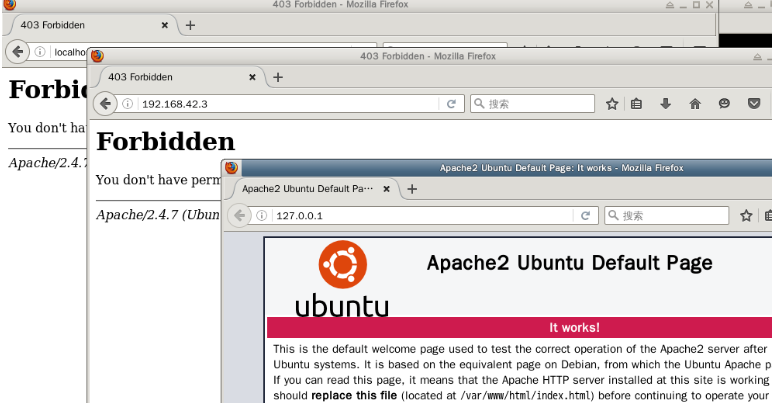 403 Forbidden - Mozilla Firefox
403 Forbidden
localho
Forbid
You don't hav
Apache/2.4.7
403 Forbidden - Mozilla Firefox
403 Forbidden
192.168.42.3
搜索
Forbidden
You don't have perm
Apache/2.4.7 (Ubun
Apache2 Ubuntu Default Page: It works - Mozilla Firefox
Apache2 Ubuntu Default Pa···
127.0.0.1
搜索
ubuntu
Apache2 Ubuntu Default Page
It works!
This is the default welcome page used to test the correct operation of the Apache2 server after
Ubuntu systems. It is based on the equivalent page on Debian, from which the Ubuntu Apache p
If you can read this page, it means that the Apache HTTP server installed at this site is working
should replace this file (located at /var/www/html/index.html) before continuing to operate your